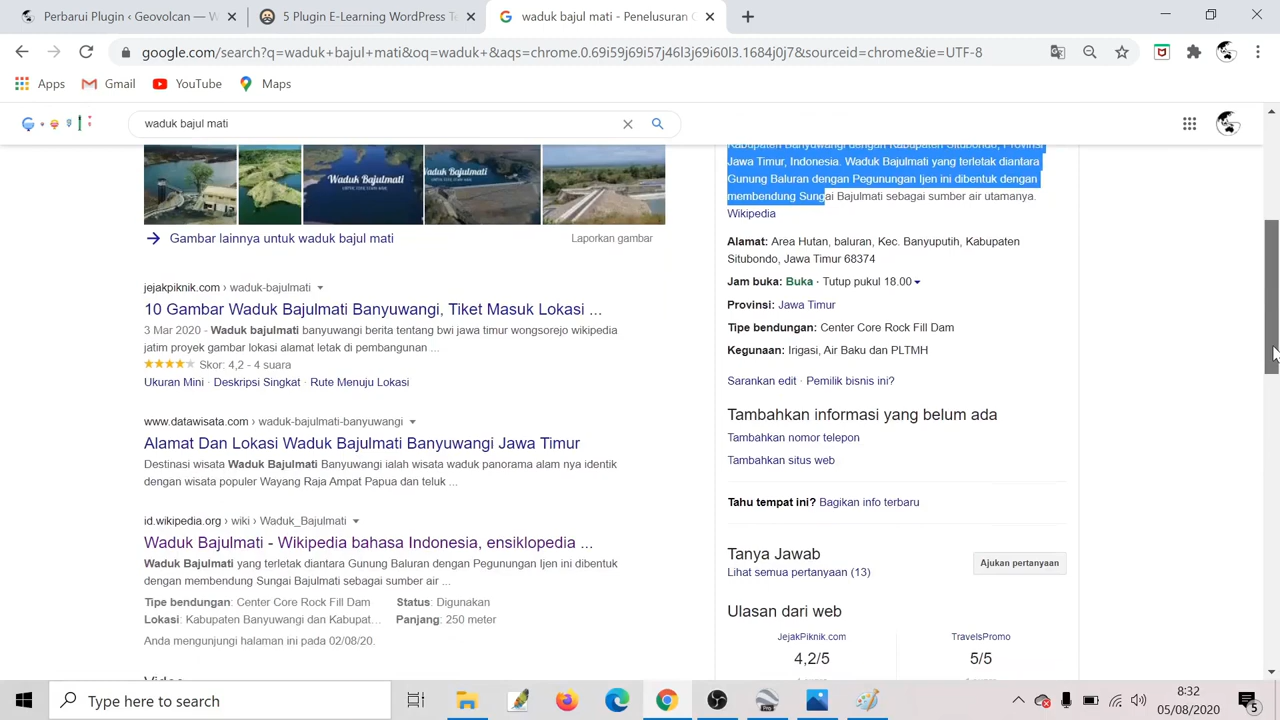 Perbarui Plugin ‹ Geovolcan — W
5 Plugin E-Learning WordPress Te
waduk bajul mati - Penelusuran G
google.com/search?q=waduk+bajul+mati&oq=waduk+&aqs=chrome.0.69i59j69i57j46l3j69i60l3.1684j0j7&sourceid=chrome&ie=UTF-8
Apps
Gmail
YouTube
Maps
waduk bajul mati
Waduk Bajulmati
Waduk Bajulmati
Gambar lainnya untuk waduk bajul mati
Laporkan gambar
jejakpiknik.com › waduk-bajulmati
10 Gambar Waduk Bajulmati Banyuwangi, Tiket Masuk Lokasi ...
3 Mar 2020 - Waduk bajulmati banyuwangi berita tentang bwi jawa timur wongsorejo wikipedia
jatim proyek gambar lokasi alamat letak di pembangunan ...
Skor: 4,2 - 4 suara
Ukuran Mini · Deskripsi Singkat · Rute Menuju Lokasi
www.datawisata.com › waduk-bajulmati-banyuwangi
Alamat Dan Lokasi Waduk Bajulmati Banyuwangi Jawa Timur
Destinasi wisata Waduk Bajulmati Banyuwangi ialah wisata waduk panorama alam nya identik
dengan wisata populer Wayang Raja Ampat Papua dan teluk ...
id.wikipedia.org › wiki › Waduk_Bajulmati
Waduk Bajulmati - Wikipedia bahasa Indonesia, ensiklopedia ...
Waduk Bajulmati yang terletak diantara Gunung Baluran dengan Pegunungan Ijen ini dibentuk
dengan membendung Sungai Bajulmati sebagai sumber air ...
Tipe bendungan: Center Core Rock Fill Dam
Status: Digunakan
Lokasi: Kabupaten Banyuwangi dan Kabupat...
Panjang: 250 meter
Anda mengunjungi halaman ini pada 02/08/20.
Video
Kabupaten Banyuwangi dengan Kabupaten Situbondo, Provinsi
Jawa Timur, Indonesia. Waduk Bajulmati yang terletak diantara
Gunung Baluran dengan Pegunungan Ijen ini dibentuk dengan
membendung Sungai Bajulmati sebagai sumber air utamanya.
Wikipedia
Alamat: Area Hutan, baluran, Kec. Banyuputih, Kabupaten
Situbondo, Jawa Timur 68374
Jam buka: Buka · Tutup pukul 18.00
Provinsi: Jawa Timur
Tipe bendungan: Center Core Rock Fill Dam
Kegunaan: Irigasi, Air Baku dan PLTMH
Sarankan edit · Pemilik bisnis ini?
Tambahkan informasi yang belum ada
Tambahkan nomor telepon
Tambahkan situs web
Tahu tempat ini? Bagikan info terbaru
Tanya Jawab
Lihat semua pertanyaan (13)
Ajukan pertanyaan
Ulasan dari web
JejakPiknik.com
TravelsPromo
4,2/5
5/5
Type here to search
8:32
05/08/2020
5